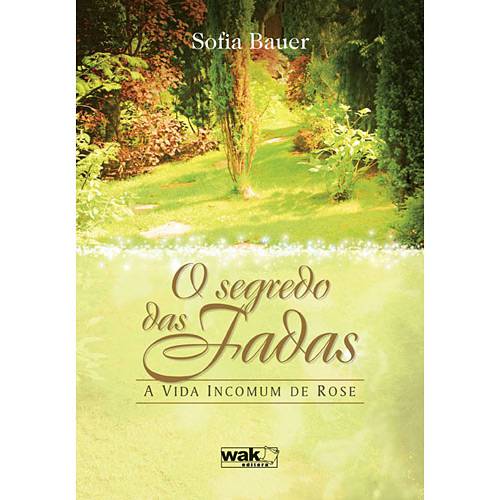 Sofia Bauer
O segredo
das Fadas
A VIDA INCOMUM DE ROSE
wak
editora